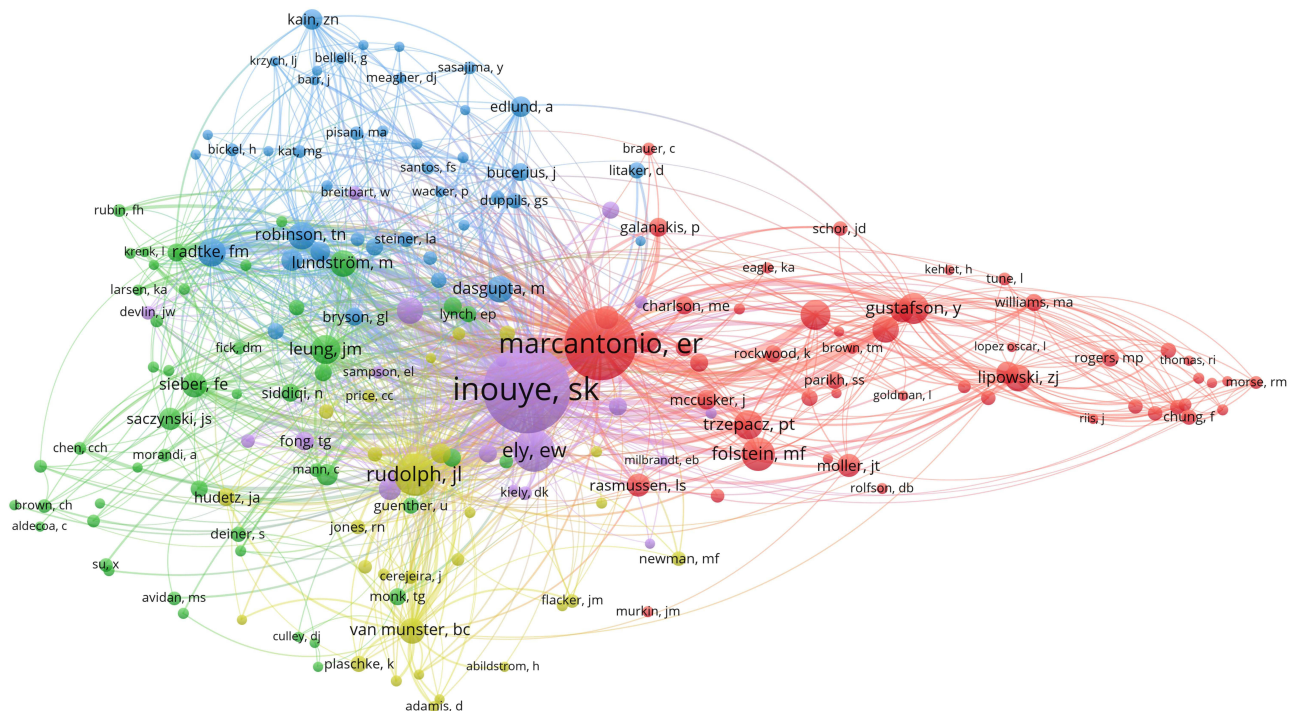 kain, zn
krzych, lj
bellelli, g
sasajima, y
barr, j
meagher, dj
edlund, a
pisani, ma
bickel, h
kat, mg
brauer, c
santos, fs
bucerius, j
litaker, d
breitbart, w
wacker, p
duppils, gs
rubin, fh
robinson, tn
steiner, la
galanakis, p
schor, jd
krenk, l
radtke, fm
lundström, m
eagle, ka
kehlet, h
tune, l
larsen, ka
dasgupta, m
devlin, jw
bryson, gl
lynch, ep
charlson, me
gustafson, y
williams, ma
fick, dm
leung, jm
marcantonio, er
rockwood, k
brown, tm
lopez oscar, l
rogers, mp
thomas, ri
sampson, el
sieber, fe
siddiqi, n
price, cc
inouye, sk
parikh, ss
lipowski, zj
morse, rm
mccusker, j
goldman, l
saczynski, js
trzepacz, pt
riis, j
chung, f
chen, cch
morandi, a
fong, tg
ely, ew
folstein, mf
milbrandt, eb
mann, c
rudolph, jl
moller, jt
hudetz, ja
kiely, dk
rasmussen, ls
rolfson, db
brown, ch
guenther, u
aldecoa, c
deiner, s
jones, rn
newman, mf
su, x
cerejeira, j
avidan, ms
monk, tg
flacker, jm
murkin, jm
culley, dj
van munster, bc
plaschke, k
abildstrom, h
adamis, d